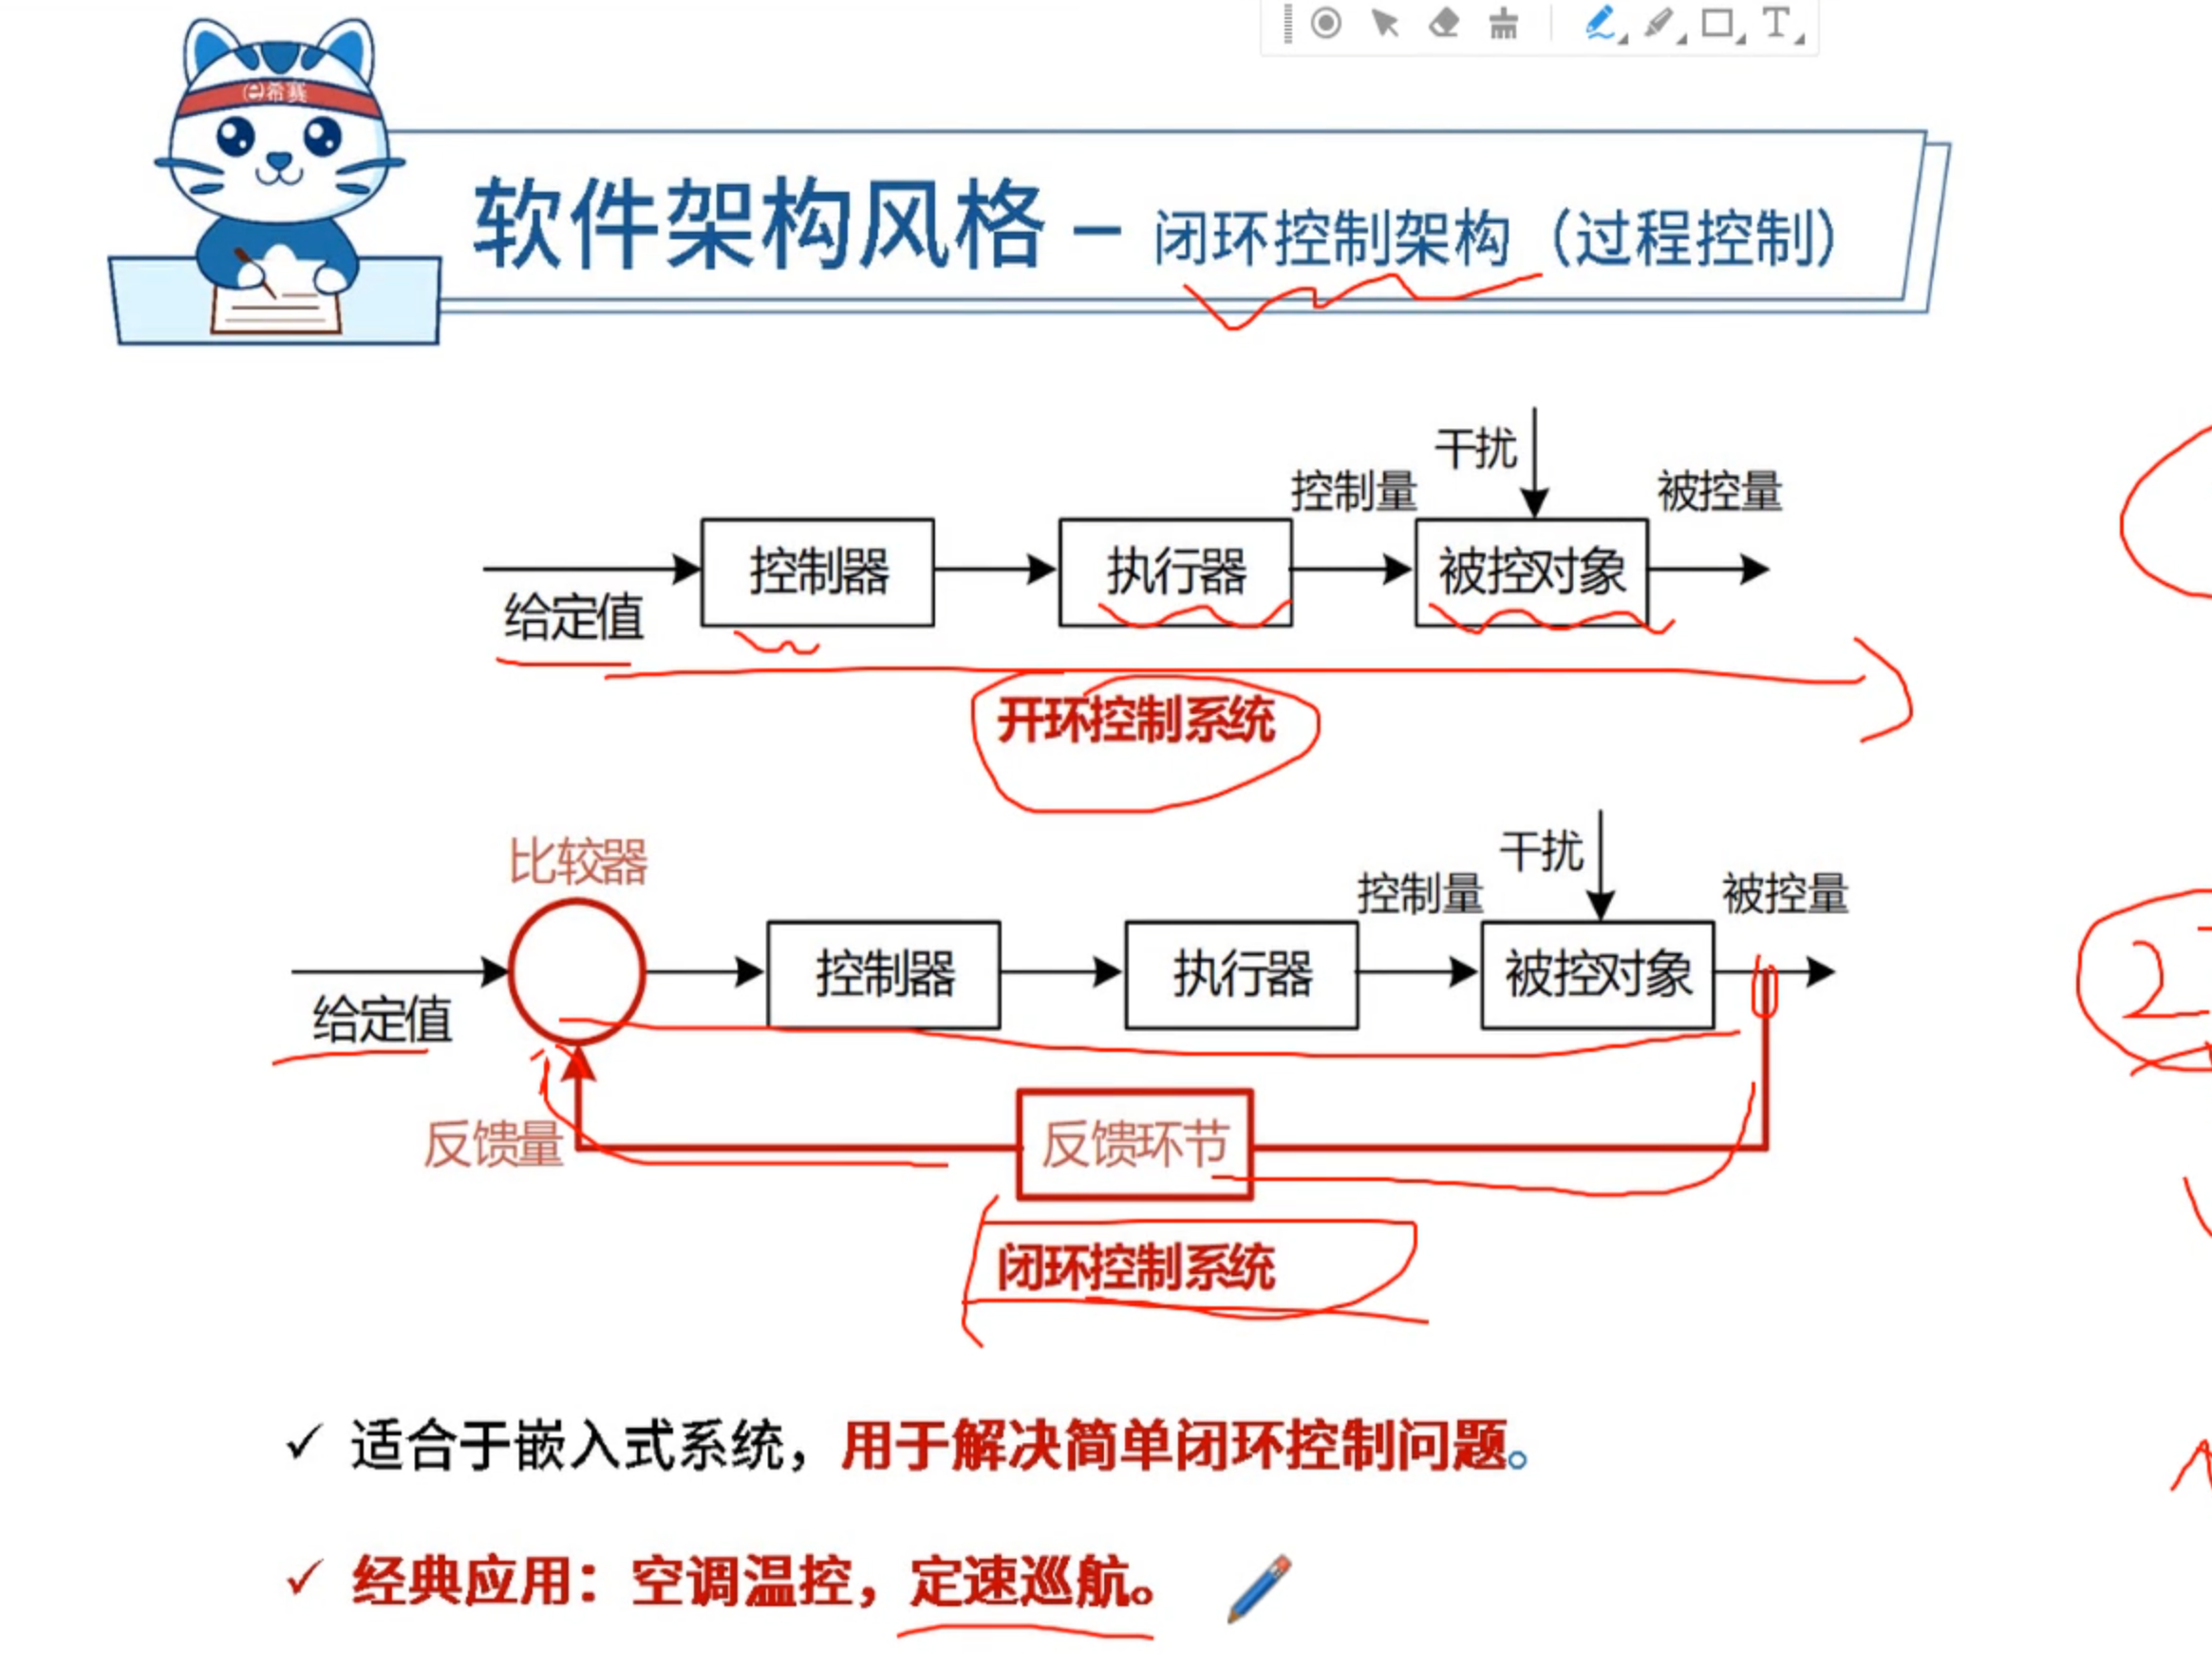 希赛
软件架构风格 – 闭环控制架构（过程控制）
干扰
控制量
被控量
控制器
执行器
被控对象
给定值
开环控制系统
比较器
干扰
控制量
被控量
控制器
执行器
被控对象
给定值
反馈量
反馈环节
闭环控制系统
✓ 适合于嵌入式系统，用于解决简单闭环控制问题。
✓ 经典应用：空调温控，定速巡航。
2
T